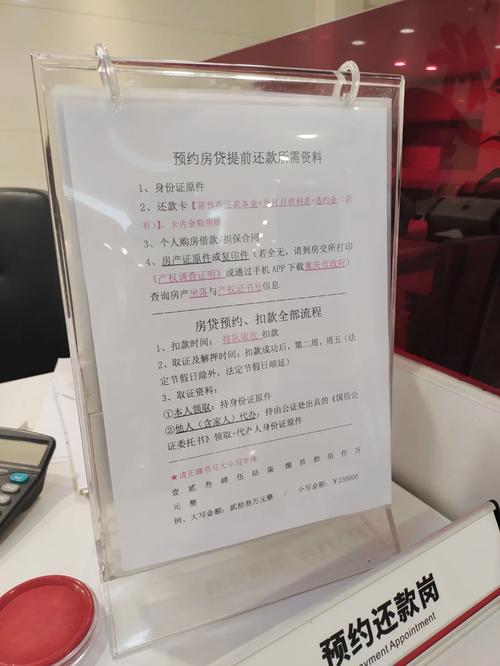 预约房贷提前还款所需资料
1、身份证原件
2、还款卡【需预存还款本金+当月月供利息+违约金（若
有）】、卡内余额明细
3、个人购房借款/担保合同
4、房产证原件或复印件（若全无，请到房交所打印
《产权调查证明》或通过手机APP下载重庆市政府）
查询房产坐落与产权证书号信息
房贷预约、扣款全部流程
1、扣款时间： 排队依次 扣款
2、取证及解押时间：扣款成功后，第二周，周五（法
定节假日除外，法定节假日顺延）
3、取证资料：
①本人领取：持身份证原件
②他人（含家人）代办：持由公证处出具的《国信公
证委托书》领取+代办人身份证原件
★请正确书写大小写字体
壹 贰 叁 肆 伍 陆 柒 捌 玖 拾 佰 仟 万
元 整
例、大写金额：贰拾叁万元整 / 小写金额：￥230000
预约还款岗
ayment Appointment